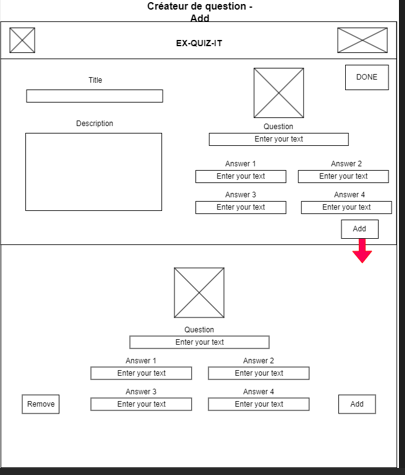 Créateur de question -
Add
EX-QUIZ-IT
DONE
Title
Description
Question
Enter your text
Answer 1
Answer 2
Enter your text
Enter your text
Answer 3
Answer 4
Enter your text
Enter your text
Add
Question
Enter your text
Answer 1
Answer 2
Enter your text
Enter your text
Answer 3
Answer 4
Remove
Enter your text
Enter your text
Add